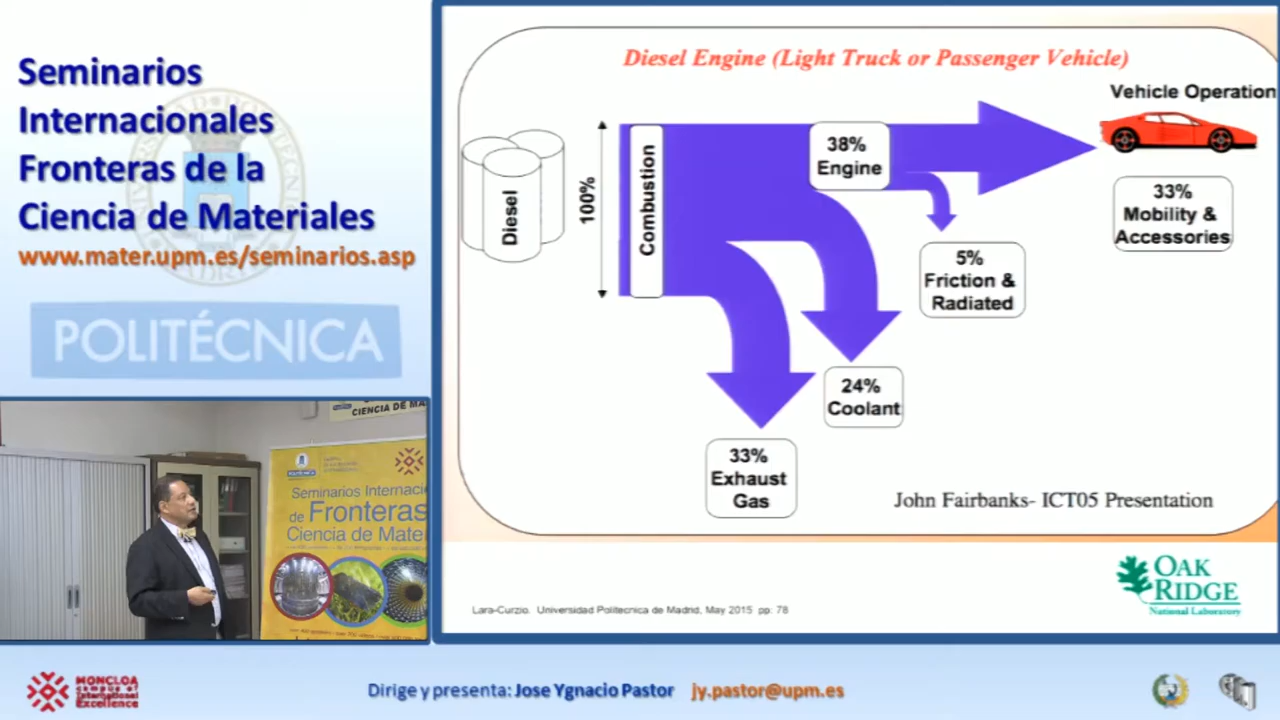 Seminarios
Internacionales
Fronteras de la
Ciencia de Materiales
www.mater.upm.es/seminarios.asp
POLITÉCNICA
CIENCIA DE MA
Seminarios Internaci
de Fronteras
Ciencia de Mate
Diesel Engine (Light Truck or Passenger Vehicle)
Vehicle Operation
Diesel
100%
Combustion
38%
Engine
33%
Mobility &
Accessories
5%
Friction &
Radiated
24%
Coolant
33%
Exhaust
Gas
John Fairbanks- ICT05 Presentation
OAK
RIDGE
National Laboratory
Lara-Curzio. Universidad Politecnica de Madrid, May 2015 pp: 78
MONCLOA
campus of
International
Excellence
Dirige y presenta: Jose Ygnacio Pastor jy.pastor@upm.es